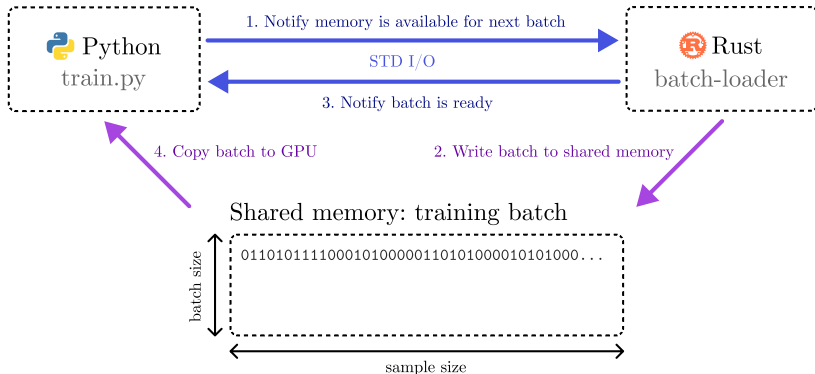 1. Notify memory is available for next batch
Python
train.py
STD I/O
Rust
batch-loader
3. Notify batch is ready
4. Copy batch to GPU
2. Write batch to shared memory
Shared memory: training batch
011010111100010100000110101000010101000...
batch size
sample size